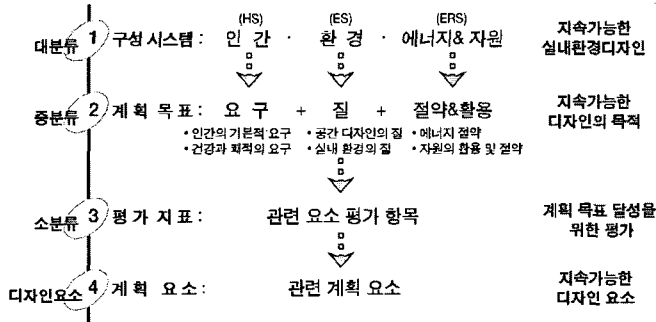 (HS) (ES) (ERS)
대분류 1 구성 시스템 : 인 간 · 환 경 · 에너지& 자원
지속가능한
실내환경디자인
중분류 2 계획 목표 : 요 구 + 질 + 절약&활용
• 인간의 기본적 요구 • 공간 디자인의 질 • 에너지 절약
• 건강과 쾌적의 요구 • 실내 환경의 질 • 자원의 활용 및 절약
지속가능한
디자인의 목적
소분류 3 평가 지표 : 관련 요소 평가 항목
계획 목표 달성을
위한 평가
디자인요소 4 계획 요소 : 관련 계획 요소
지속가능한
디자인 요소